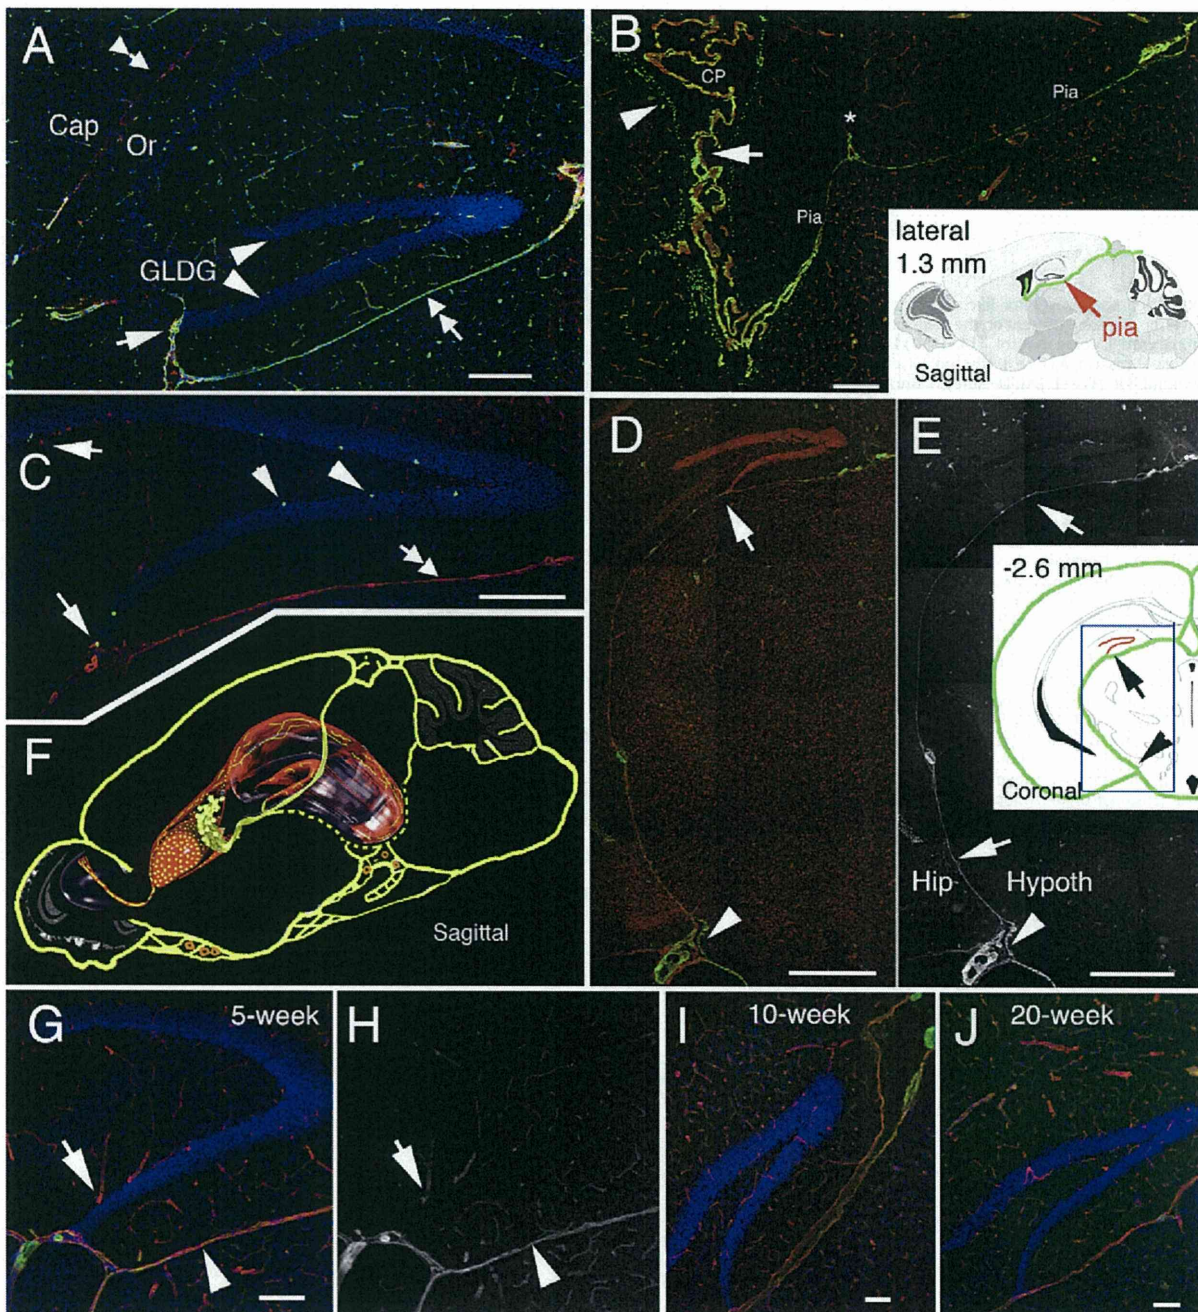 A
Cap
Or
GLDG
B
CP
*
Pia
Pia
lateral
1.3 mm
pia
Sagittal
C
D
E
-2.6 mm
Coronal
Hip
Hypoth
F
Sagittal
G
5-week
H
I
10-week
J
20-week